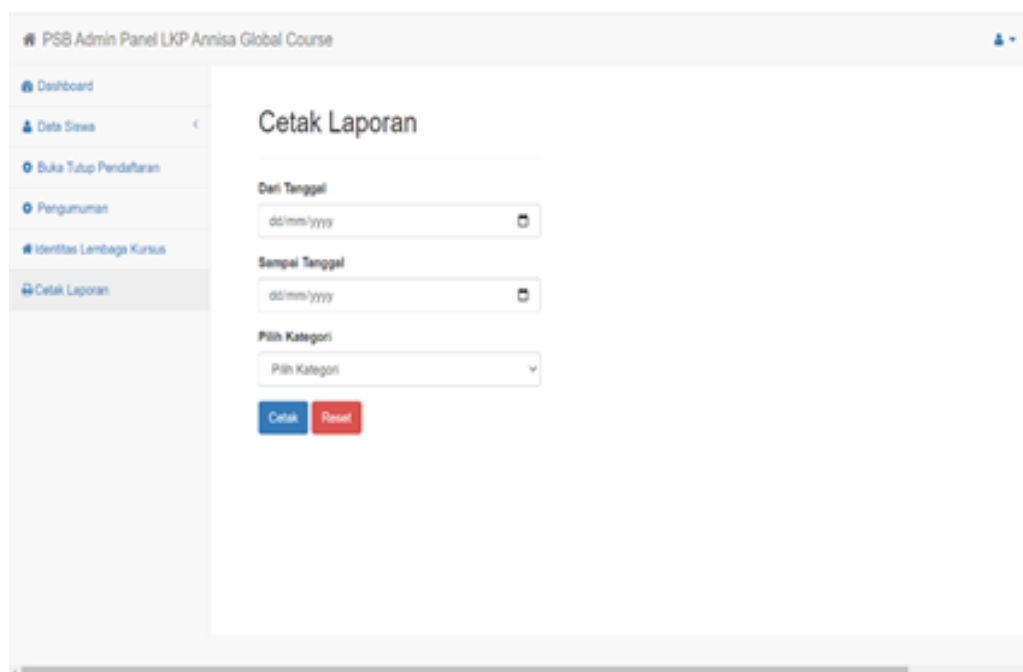 PSB Admin Panel LKP Annisa Global Course
Dashboard
Data Siswa
Buka Tutup Pendaftaran
Pengumuman
Identitas Lembaga Kursus
Cetak Laporan
Cetak Laporan
Dari Tanggal
dd/mm/yyyy
Sampai Tanggal
dd/mm/yyyy
Pilih Kategori
Pilih Kategori
Cetak Reset